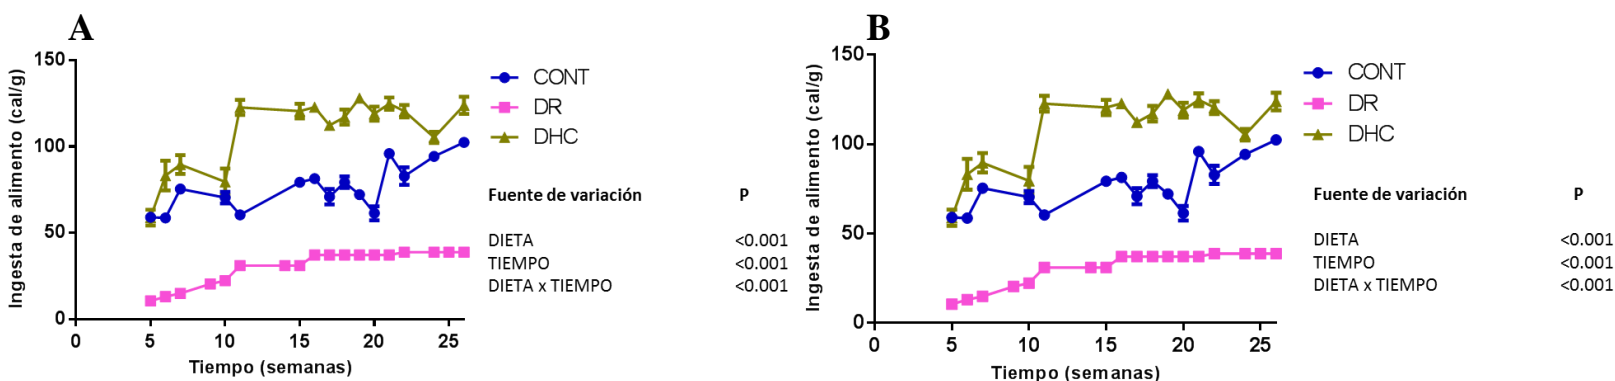 A
Ingesta de alimento (cal/g)
150
100
50
0
0 5 10 15 20 25
Tiempo (semanas)
CONT
DR
DHC
Fuente de variación P
DIETA <0.001
TIEMPO <0.001
DIETA x TIEMPO <0.001
B
Ingesta de alimento (cal/g)
150
100
50
0
0 5 10 15 20 25
Tiempo (semanas)
CONT
DR
DHC
Fuente de variación P
DIETA <0.001
TIEMPO <0.001
DIETA x TIEMPO <0.001